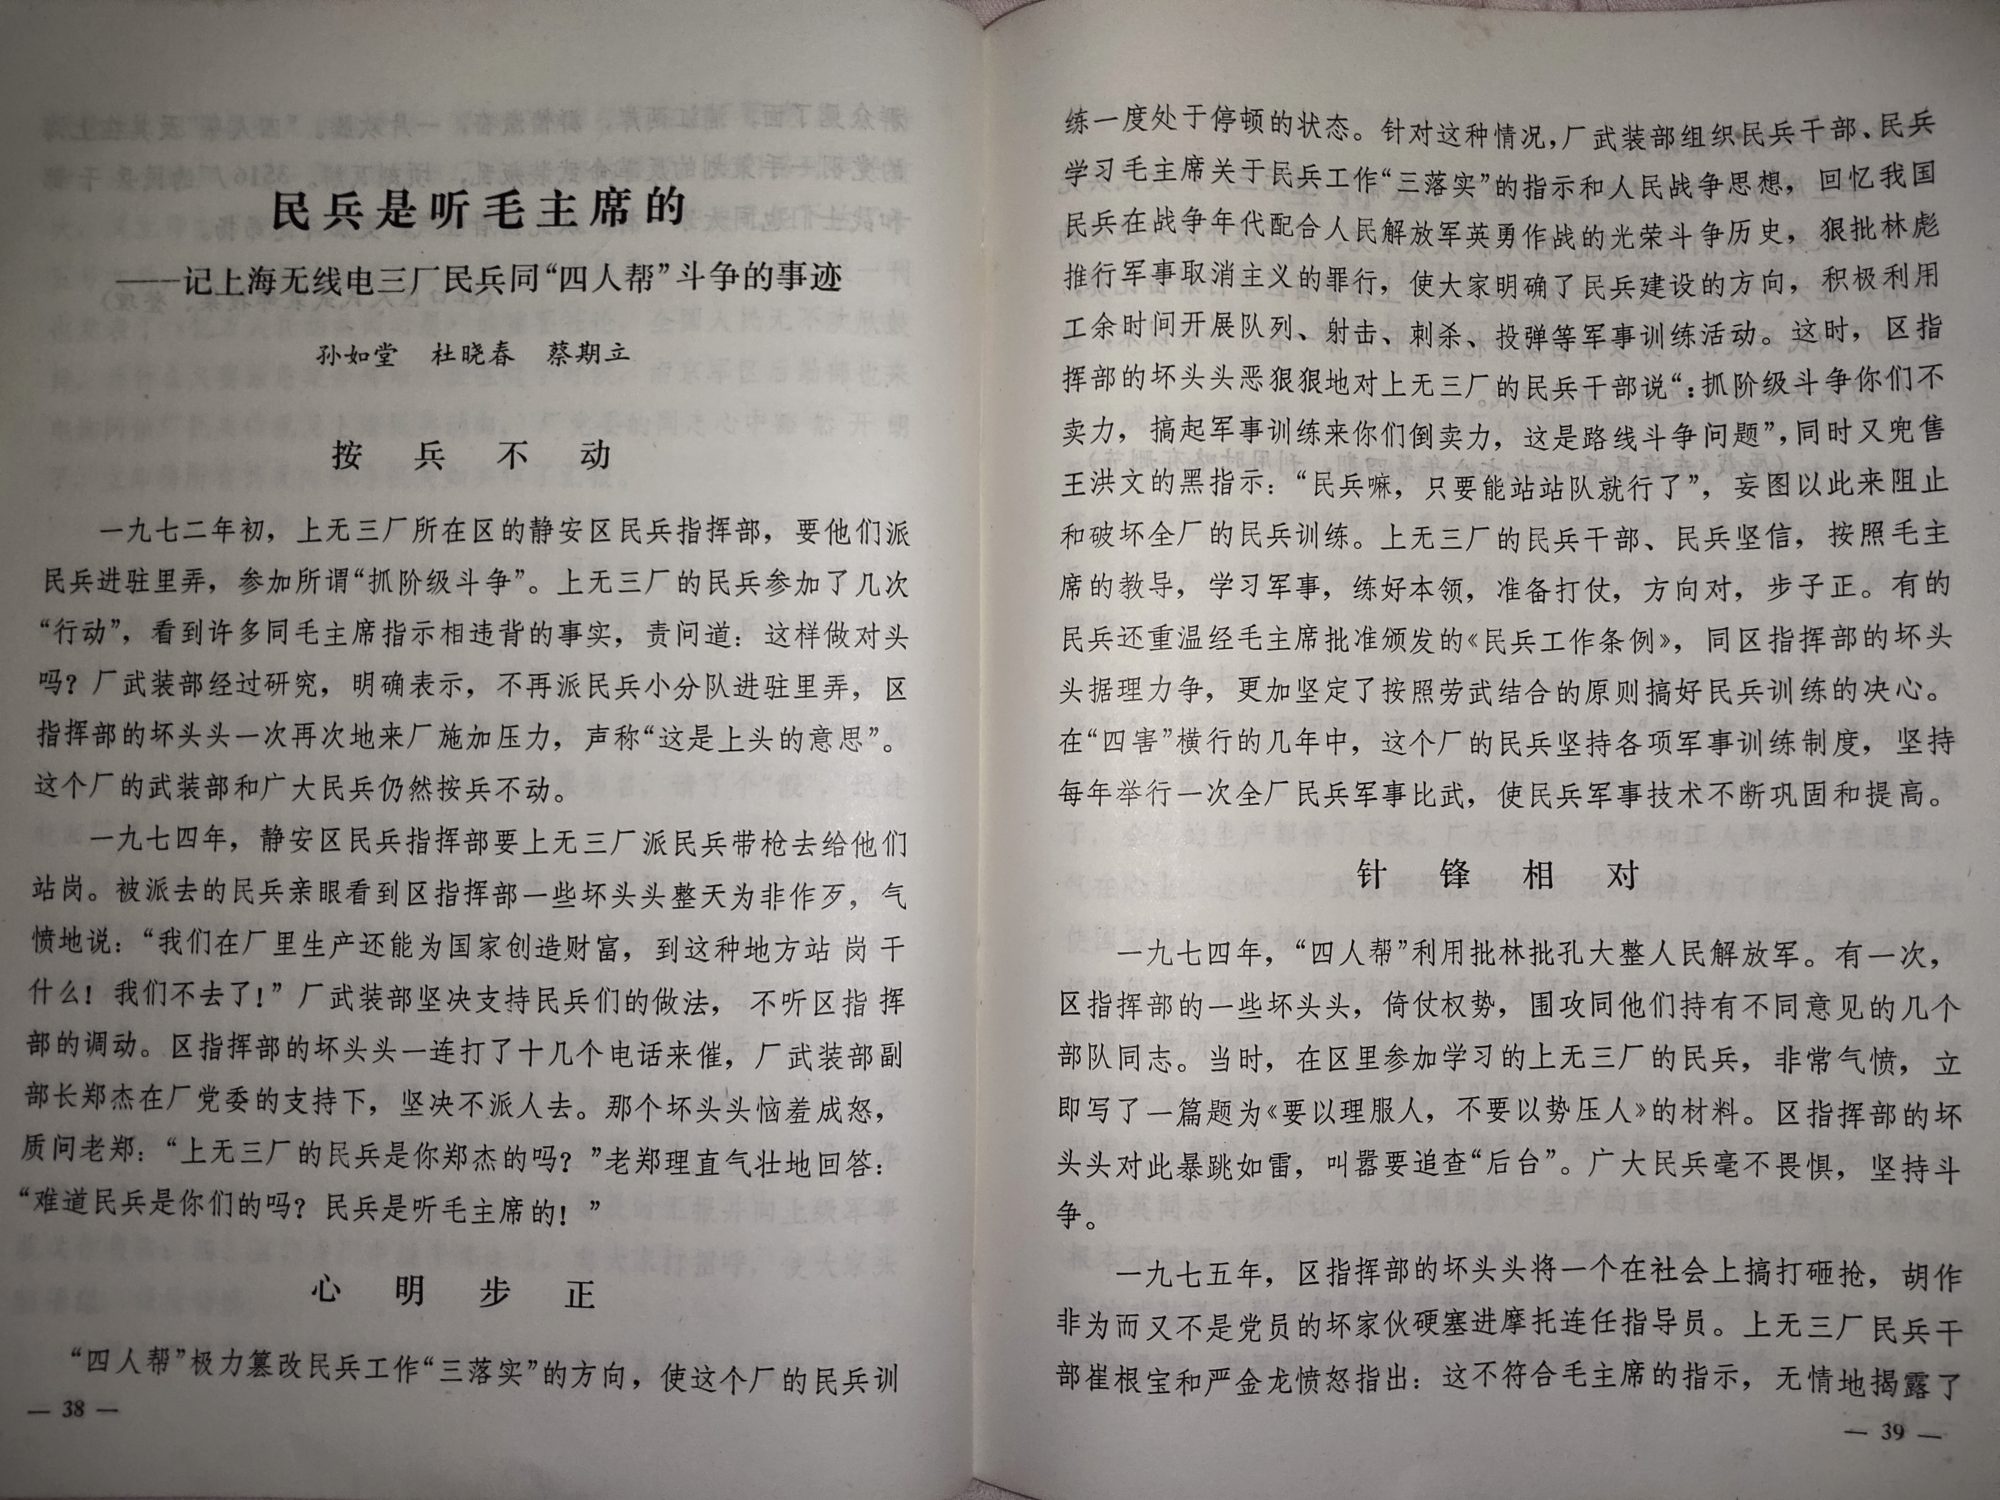 民兵是听毛主席的
——记上海无线电三厂民兵同“四人帮”斗争的事迹
孙如堂　杜晓春　蔡期立
按兵不动
一九七二年初，上无三厂所在区的静安区民兵指挥部，要他们派
民兵进驻里弄，参加所谓“抓阶级斗争”。上无三厂的民兵参加了几次
“行动”，看到许多同毛主席指示相违背的事实，责问道：这样做对头
吗？厂武装部经过研究，明确表示，不再派民兵小分队进驻里弄，区
指挥部的坏头头一次再次地来厂施加压力，声称“这是上头的意思”。
这个厂的武装部和广大民兵仍然按兵不动。
一九七四年，静安区民兵指挥部要上无三厂派民兵带枪去给他们
站岗。被派去的民兵亲眼看到区指挥部一些坏头头整天为非作歹，气
愤地说：“我们在厂里生产还能为国家创造财富，到这种地方站岗干
什么！我们不去了！”厂武装部坚决支持民兵们的做法，不听区指挥
部的调动。区指挥部的坏头头一连打了十几个电话来催，厂武装部副
部长郑杰在厂党委的支持下，坚决不派人去。那个坏头头恼羞成怒，
质问老郑：“上无三厂的民兵是你郑杰的吗？”老郑理直气壮地回答：
“难道民兵是你们的吗？民兵是听毛主席的！”
心明步正
“四人帮”极力篡改民兵工作“三落实”的方向，使这个厂的民兵训
— 38 —
练一度处于停顿的状态。针对这种情况，厂武装部组织民兵干部、民兵
学习毛主席关于民兵工作“三落实”的指示和人民战争思想，回忆我国
民兵在战争年代配合人民解放军英勇作战的光荣斗争历史，狠批林彪
推行军事取消主义的罪行，使大家明确了民兵建设的方向，积极利用
工余时间开展队列、射击、刺杀、投弹等军事训练活动。这时，区指
挥部的坏头头恶狠狠地对上无三厂的民兵干部说“：抓阶级斗争你们不
卖力，搞起军事训练来你们倒卖力，这是路线斗争问题”，同时又兜售
王洪文的黑指示：“民兵嘛，只要能站站队就行了”，妄图以此来阻止
和破坏全厂的民兵训练。上无三厂的民兵干部、民兵坚信，按照毛主
席的教导，学习军事，练好本领，准备打仗，方向对，步子正。有的
民兵还重温经毛主席批准颁发的《民兵工作条例》，同区指挥部的坏头
头据理力争，更加坚定了按照劳武结合的原则搞好民兵训练的决心。
在“四害”横行的几年中，这个厂的民兵坚持各项军事训练制度，坚持
每年举行一次全厂民兵军事比武，使民兵军事技术不断巩固和提高。
针锋相对
一九七四年，“四人帮”利用批林批孔大整人民解放军。有一次，
区指挥部的一些坏头头，倚仗权势，围攻同他们持有不同意见的几个
部队同志。当时，在区里参加学习的上无三厂的民兵，非常气愤，立
即写了一篇题为《要以理服人，不要以势压人》的材料。区指挥部的坏
头头对此暴跳如雷，叫嚣要追查“后台”。广大民兵毫不畏惧，坚持斗
争。
一九七五年，区指挥部的坏头头将一个在社会上搞打砸抢，胡作
非为而又不是党员的坏家伙硬塞进摩托连任指导员。上无三厂民兵干
部崔根宝和严金龙愤怒指出：这不符合毛主席的指示，无情地揭露了
— 39 —